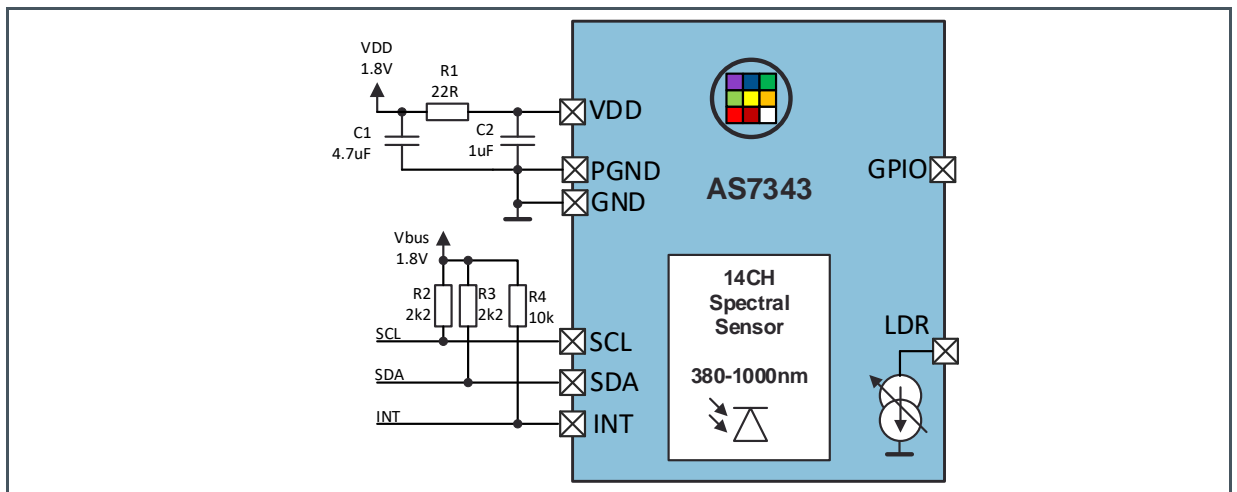 VDD
1.8V
R1
22R
C1
4.7uF
C2
1uF
VDD
PGND
GND
AS7343
GPIO
Vbus
1.8V
R2
2k2
R3
2k2
R4
10k
SCL
SDA
INT
SCL
SDA
INT
14CH
Spectral
Sensor
380-1000nm
LDR